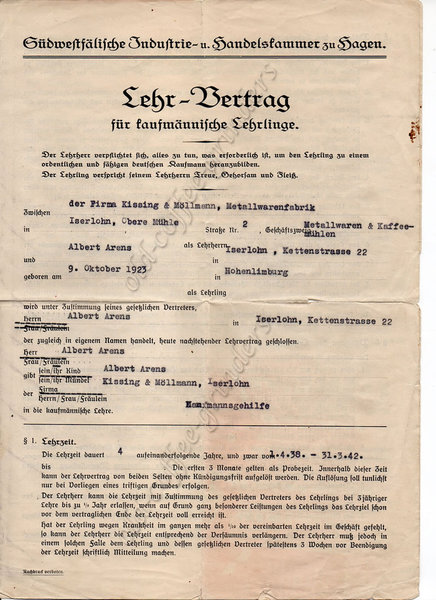 Südwestfälische Industrie- u. Handelskammer zu Hagen.
Lehr-Vertrag
für kaufmännische Lehrlinge.
Der Lehrherr verpflichtet sich, alles zu tun, was erforderlich ist, um den Lehrling zu einem
ordentlichen und fähigen deutschen Kaufmann heranzubilden.
Der Lehrling verspricht seinem Lehrherrn Treue, Gehorsam und Fleiß.
Zwischen der Firma Kissing & Möllmann, Metallwarenfabrik
in Iserlohn, Obere Mühle Straße Nr. 2, Geschäftszweig Metallwaren & Kaffee-
mühlen
als Lehrherrn
und Albert Arens Iserlohn, Kettenstrasse 22
geboren am 9. Oktober 1923 in Hohenlimburg
als Lehrling
wird unter Zustimmung seines gesetzlichen Vertreters,
Herrn Albert Arens in Iserlohn, Kettenstrasse 22
Frau/Fräulein
der zugleich in eigenem Namen handelt, heute nachstehender Lehrvertrag geschlossen.
Herr Albert Arens
Frau/Fräulein
gibt sein/ihr Kind Albert Arens
sein/ihr Mündel
der Firma Kissing & Möllmann, Iserlohn
Herrn/Fräulein
in die kaufmännische Lehre. Kaufmannsgehilfe
§ 1. Lehrzeit.
Die Lehrzeit dauert 4 aufeinanderfolgende Jahre, und zwar von 1.4.38. - 31.3.42.
bis Die ersten 3 Monate gelten als Probezeit. Innerhalb dieser Zeit
kann der Lehrvertrag von beiden Seiten ohne Kündigungsfrist aufgelöst werden. Die Auflösung soll tunlichst
nur bei Vorliegen eines triftigen Grundes erfolgen.
Der Lehrherr kann die Lehrzeit mit Zustimmung des gesetzlichen Vertreters des Lehrlings bei 3jähriger
Lehre bis zu Jahr erlassen, wenn auf Grund ganz besonderer Leistungen des Lehrlings das Lehrziel schon
vor dem vertraglichen Ende der Lehrzeit voll erreicht ist.
Hat der Lehrling wegen Krankheit im ganzen mehr als der vereinbarten Lehrzeit im Geschäft gefehlt,
so kann der Lehrherr die Lehrzeit entsprechend der Versäumnis verlängern. Der Lehrherr muß jedoch in
einem solchen Falle dem Lehrling und dessen gesetzlichen Vertreter spätestens 3 Wochen vor Beendigung
der Lehrzeit schriftlich Mitteilung machen.
Nachdruck verboten.